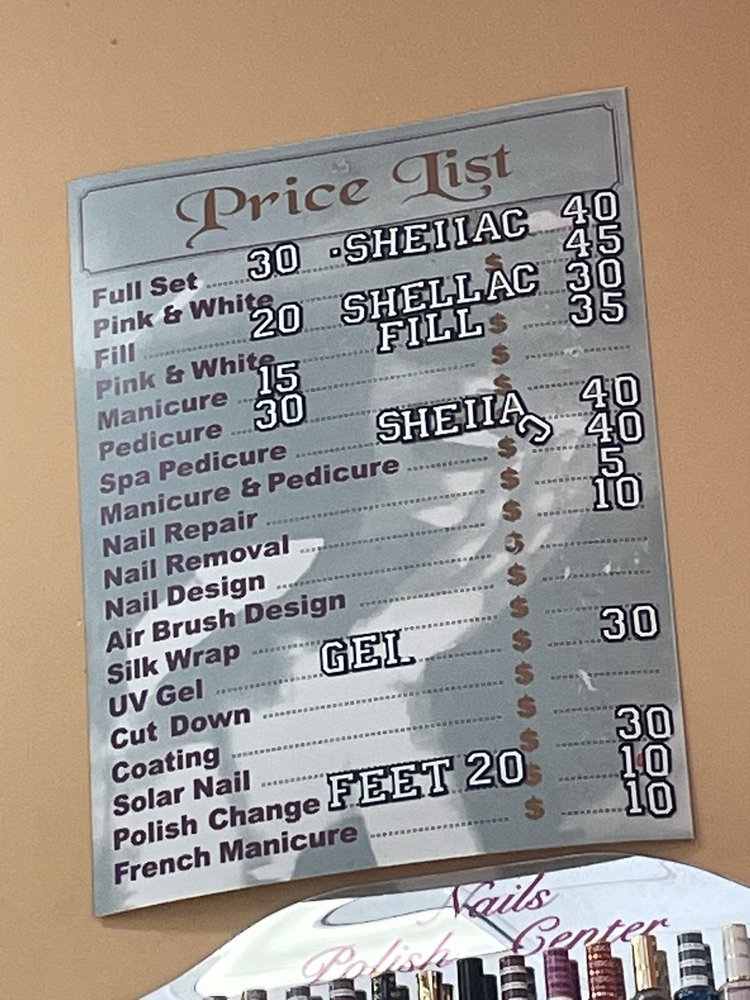 Price List
Full Set 30 ·SHEIIAC 40
Pink & White $ 45
Fill 20 SHELLAC 30
Pink & White FILL $ 35
Manicure 15 $
Pedicure 30 $
Spa Pedicure SHEIIAC 40
Manicure & Pedicure $ 40
Nail Repair $ 5
Nail Removal $ 10
Nail Design $
Air Brush Design $
Silk Wrap $
UV Gel GEL $ 30
Cut Down $
Coating $
Solar Nail $ 30
Polish Change FEET 20 $ 10
French Manicure $ 10
Nails
Polish Center